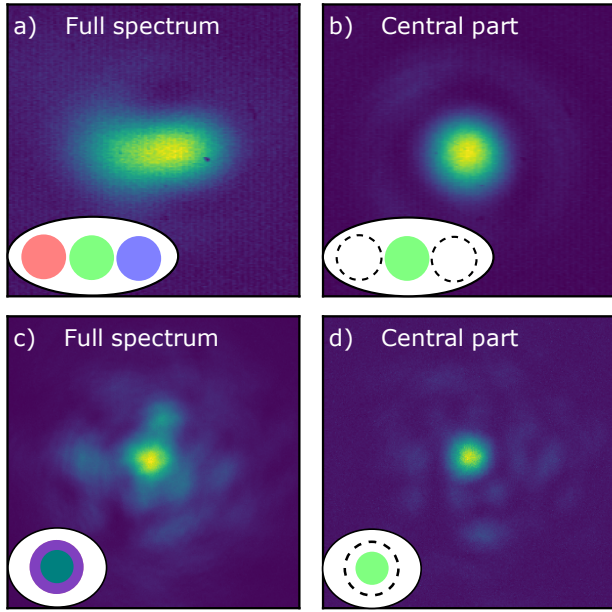 a) Full spectrum
b) Central part
c) Full spectrum
d) Central part